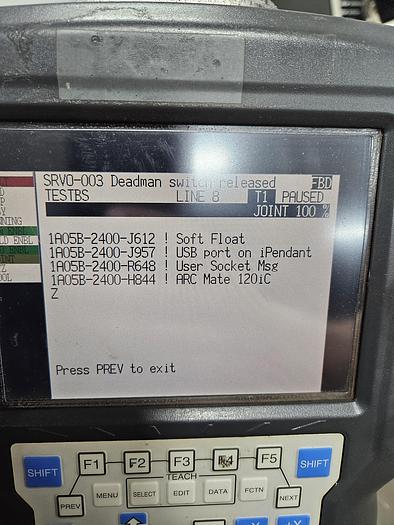 SRVO-003 Deadman switch released FBD
TESTBS LINE 8 T1 PAUSED
JOINT 100 %
1A05B-2400-J612 ! Soft Float
1A05B-2400-J957 ! USB port on iPendant
1A05B-2400-R648 ! User Socket Msg
1A05B-2400-H844 ! ARC Mate 120iC
Z
Press PREV to exit
SHIFT F1 F2 F3 F4 F5 SHIFT
TEACH
PREV MENU SELECT EDIT DATA FCTN NEXT
-X -Y